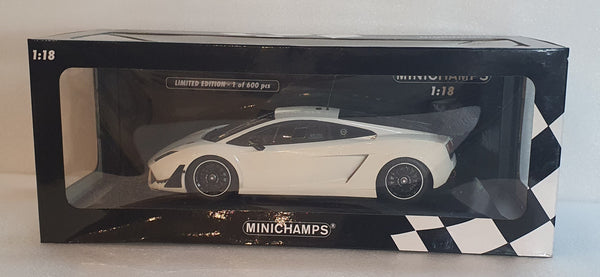 1:18
MINICHAMPS
LIMITED EDITION - 1 of 600 pcs
1:18
MINICHAMPS®